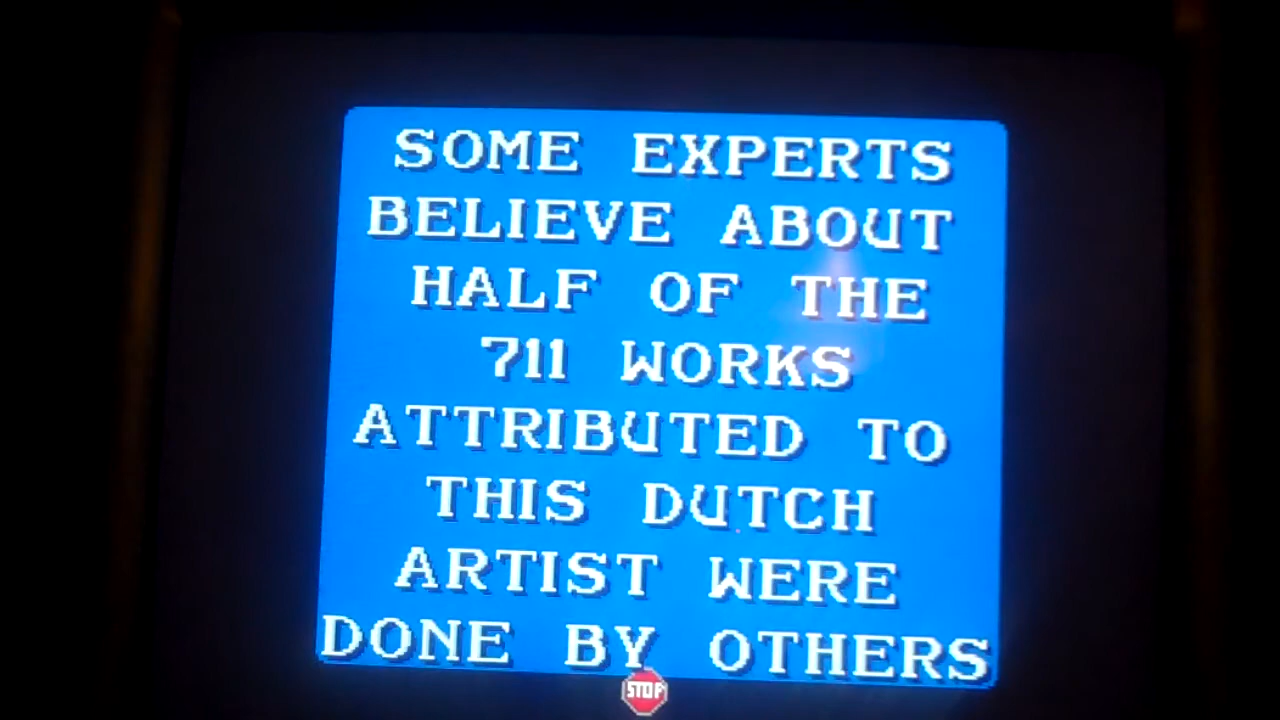 SOME EXPERTS
BELIEVE ABOUT
HALF OF THE
711 WORKS
ATTRIBUTED TO
THIS DUTCH
ARTIST WERE
DONE BY OTHERS
STOP